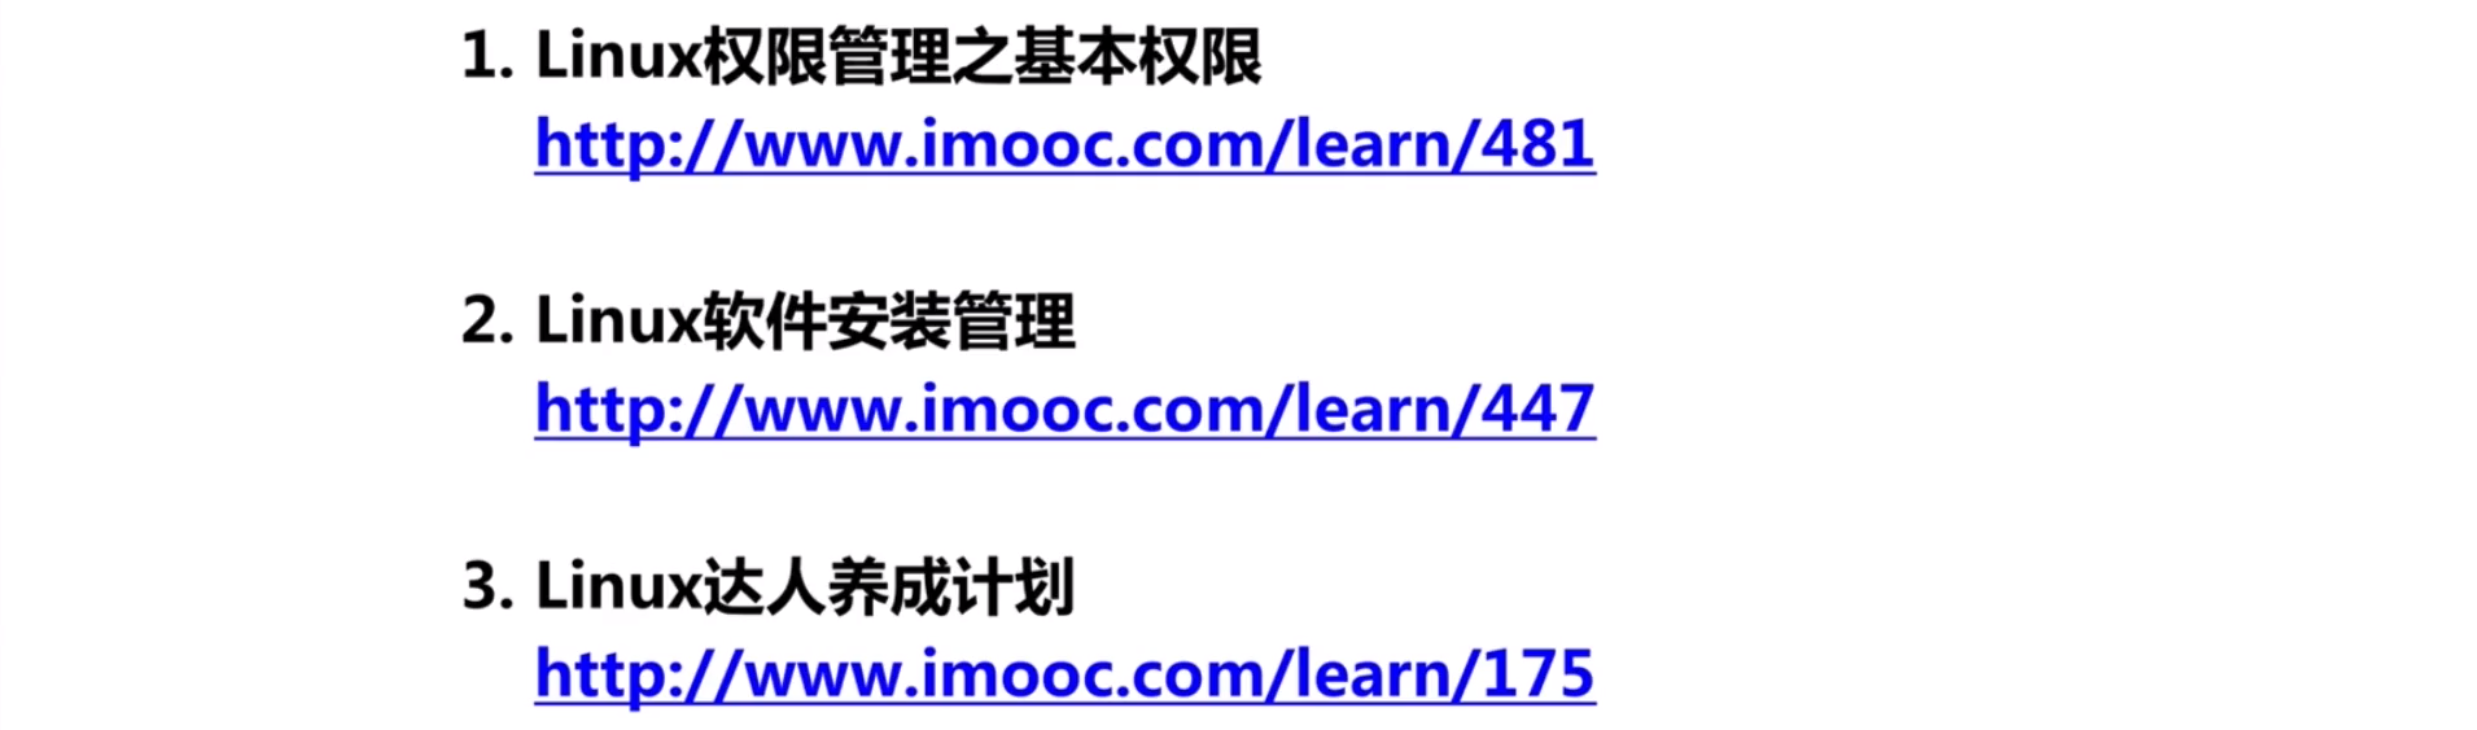 1. Linux权限管理之基本权限
http://www.imooc.com/learn/481
2. Linux软件安装管理
http://www.imooc.com/learn/447
3. Linux达人养成计划
http://www.imooc.com/learn/175